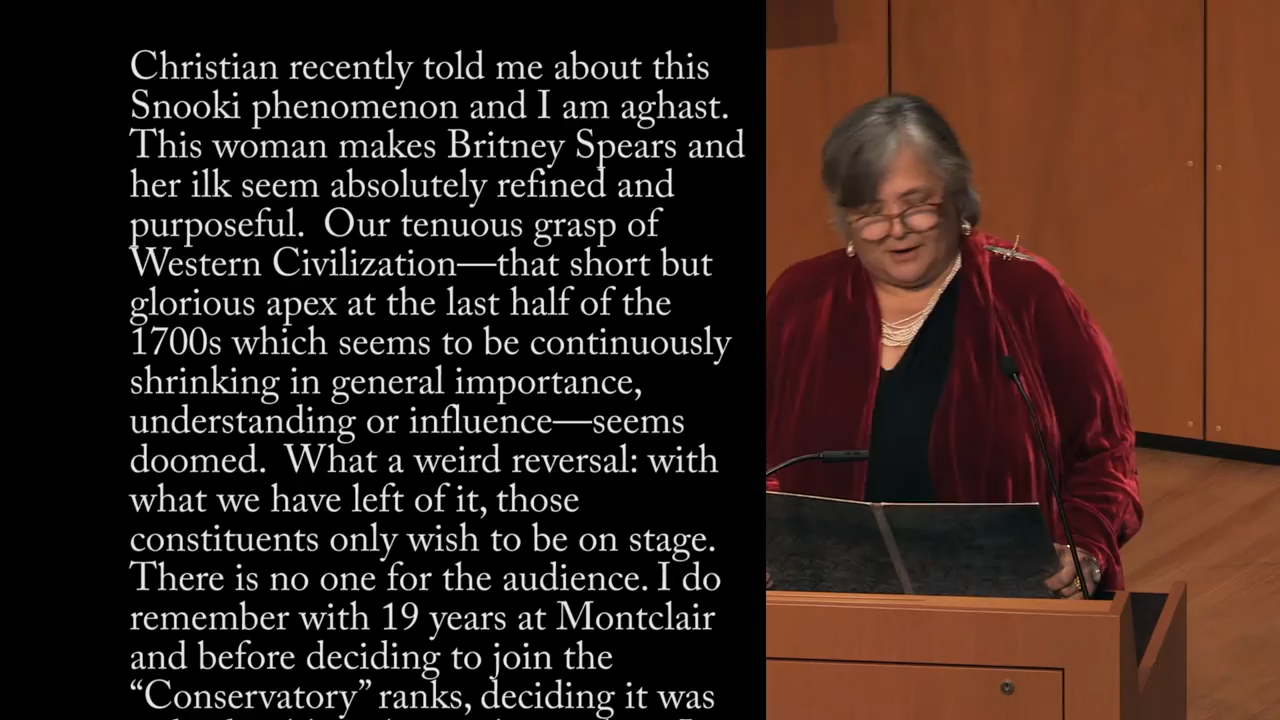 Christian recently told me about this
Snooki phenomenon and I am aghast.
This woman makes Britney Spears and
her ilk seem absolutely refined and
purposeful.  Our tenuous grasp of
Western Civilization—that short but
glorious apex at the last half of the
1700s which seems to be continuously
shrinking in general importance,
understanding or influence—seems
doomed.  What a weird reversal: with
what we have left of it, those
constituents only wish to be on stage.
There is no one for the audience. I do
remember with 19 years at Montclair
and before deciding to join the
“Conservatory” ranks, deciding it was